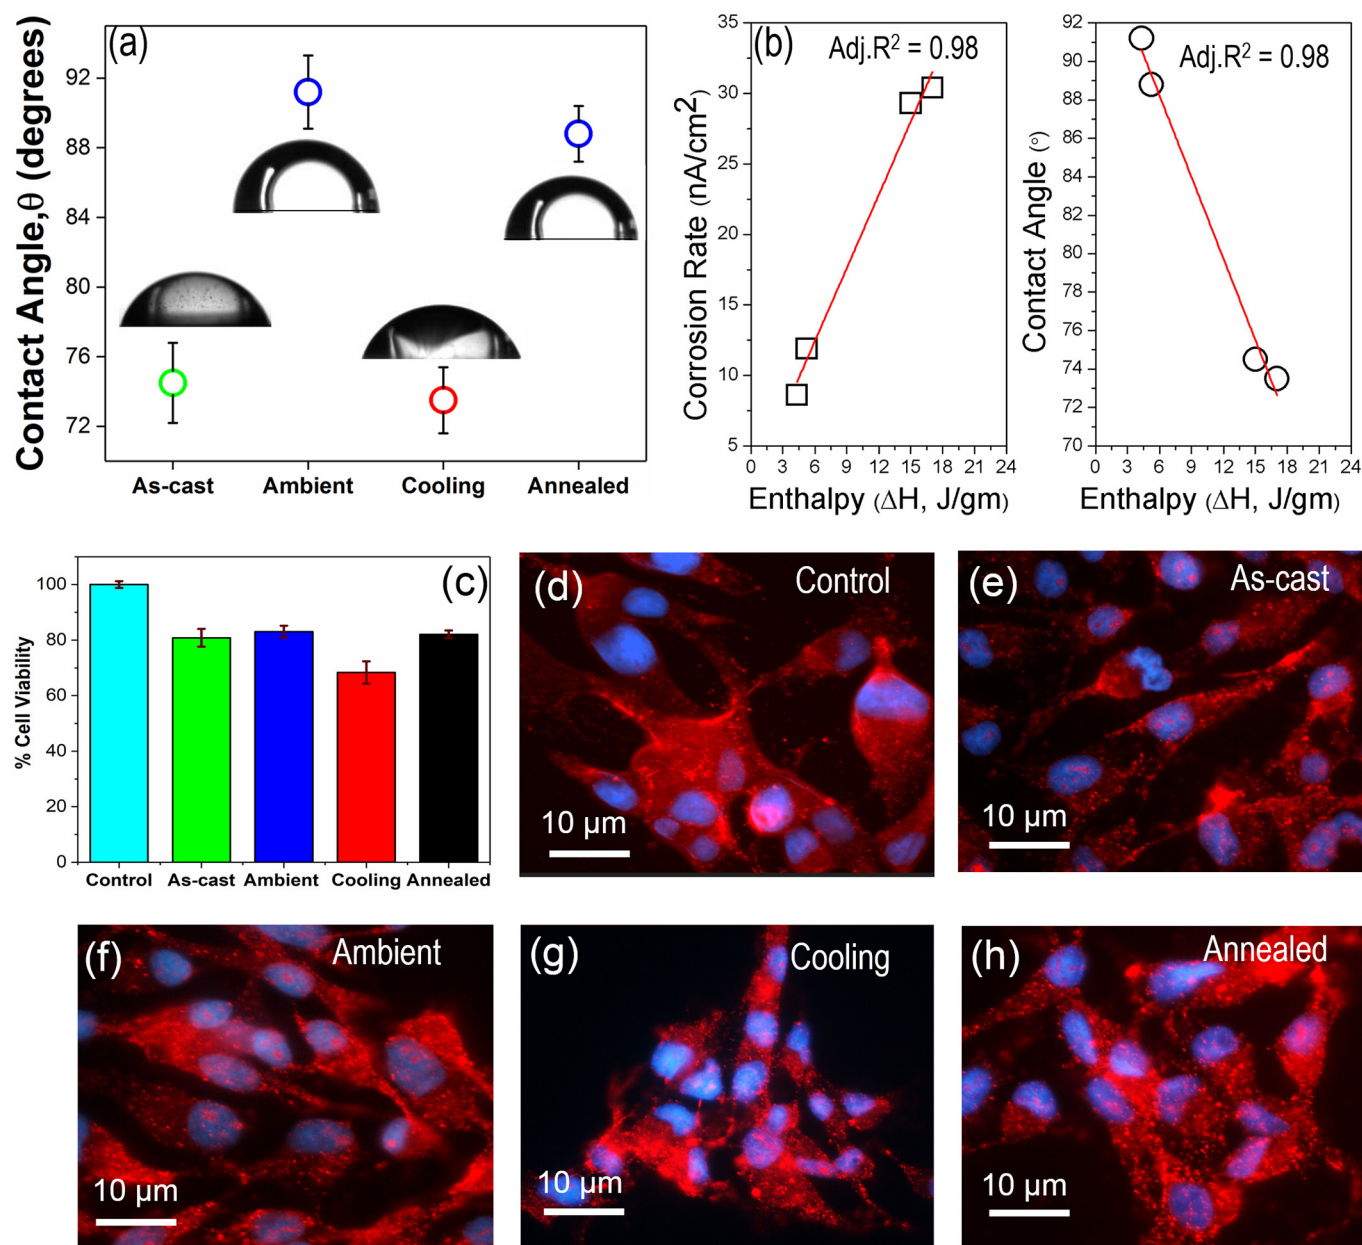 (a)
Contact Angle,θ (degrees)
92
88
84
80
76
72
As-cast
Ambient
Cooling
Annealed
(b)
Adj.R² = 0.98
Corrosion Rate (nA/cm²)
35
30
25
20
15
10
5
0 3 6 9 12 15 18 21 24
Enthalpy (ΔH, J/gm)
Adj.R² = 0.98
Contact Angle (°)
92
90
88
86
84
82
80
78
76
74
72
70
0 3 6 9 12 15 18 21 24
Enthalpy (ΔH, J/gm)
(c)
% Cell Viability
100
80
60
40
20
0
Control
As-cast
Ambient
Cooling
Annealed
(d)
Control
10 μm
(e)
As-cast
10 μm
(f)
Ambient
10 μm
(g)
Cooling
10 μm
(h)
Annealed
10 μm